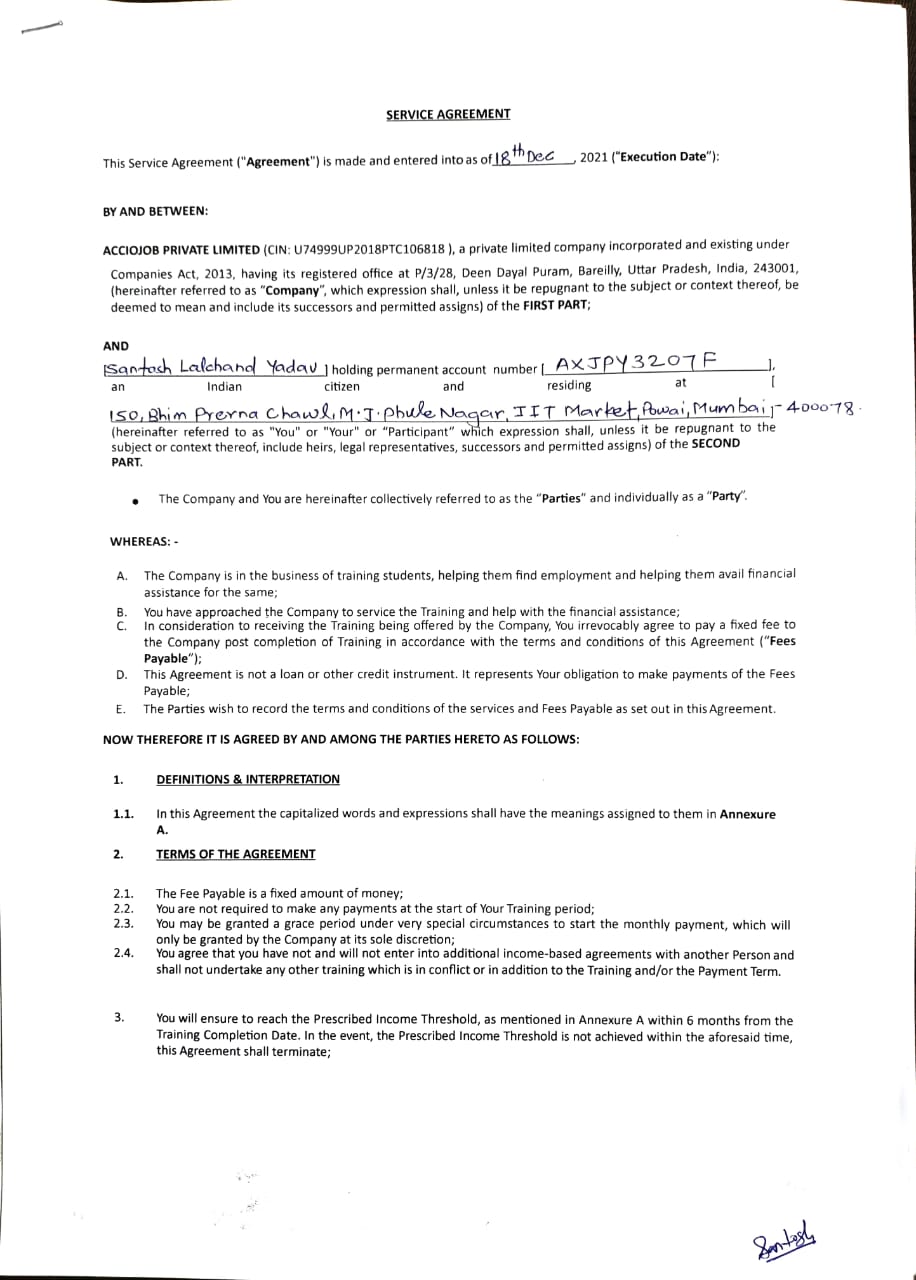 SERVICE AGREEMENT
This Service Agreement ("Agreement") is made and entered into as of 18th Dec, 2021 ("Execution Date"):
BY AND BETWEEN:
ACCIOJOB PRIVATE LIMITED (CIN: U74999UP2018PTC106818 ), a private limited company incorporated and existing under
Companies Act, 2013, having its registered office at P/3/28, Deen Dayal Puram, Bareilly, Uttar Pradesh, India, 243001,
(hereinafter referred to as "Company", which expression shall, unless it be repugnant to the subject or context thereof, be
deemed to mean and include its successors and permitted assigns) of the FIRST PART;
AND
[Santosh Lalchand Yadav ] holding permanent account number [ AXJPY3207F ],
an Indian citizen and residing at [
150, Bhim Prerna Chawl, M.J. Phule Nagar, IIT Market, Powai, Mumbai,]- 400078.
(hereinafter referred to as "You" or "Your" or "Participant" which expression shall, unless it be repugnant to the
subject or context thereof, include heirs, legal representatives, successors and permitted assigns) of the SECOND
PART.
• The Company and You are hereinafter collectively referred to as the "Parties" and individually as a "Party".
WHEREAS: -
A. The Company is in the business of training students, helping them find employment and helping them avail financial
assistance for the same;
B. You have approached the Company to service the Training and help with the financial assistance;
C. In consideration to receiving the Training being offered by the Company, You irrevocably agree to pay a fixed fee to
the Company post completion of Training in accordance with the terms and conditions of this Agreement ("Fees
Payable");
D. This Agreement is not a loan or other credit instrument. It represents Your obligation to make payments of the Fees
Payable;
E. The Parties wish to record the terms and conditions of the services and Fees Payable as set out in this Agreement.
NOW THEREFORE IT IS AGREED BY AND AMONG THE PARTIES HERETO AS FOLLOWS:
1. DEFINITIONS & INTERPRETATION
1.1. In this Agreement the capitalized words and expressions shall have the meanings assigned to them in Annexure
A.
2. TERMS OF THE AGREEMENT
2.1. The Fee Payable is a fixed amount of money;
2.2. You are not required to make any payments at the start of Your Training period;
2.3. You may be granted a grace period under very special circumstances to start the monthly payment, which will
only be granted by the Company at its sole discretion;
2.4. You agree that you have not and will not enter into additional income-based agreements with another Person and
shall not undertake any other training which is in conflict or in addition to the Training and/or the Payment Term.
3. You will ensure to reach the Prescribed Income Threshold, as mentioned in Annexure A within 6 months from the
Training Completion Date. In the event, the Prescribed Income Threshold is not achieved within the aforesaid time,
this Agreement shall terminate;
Santosh